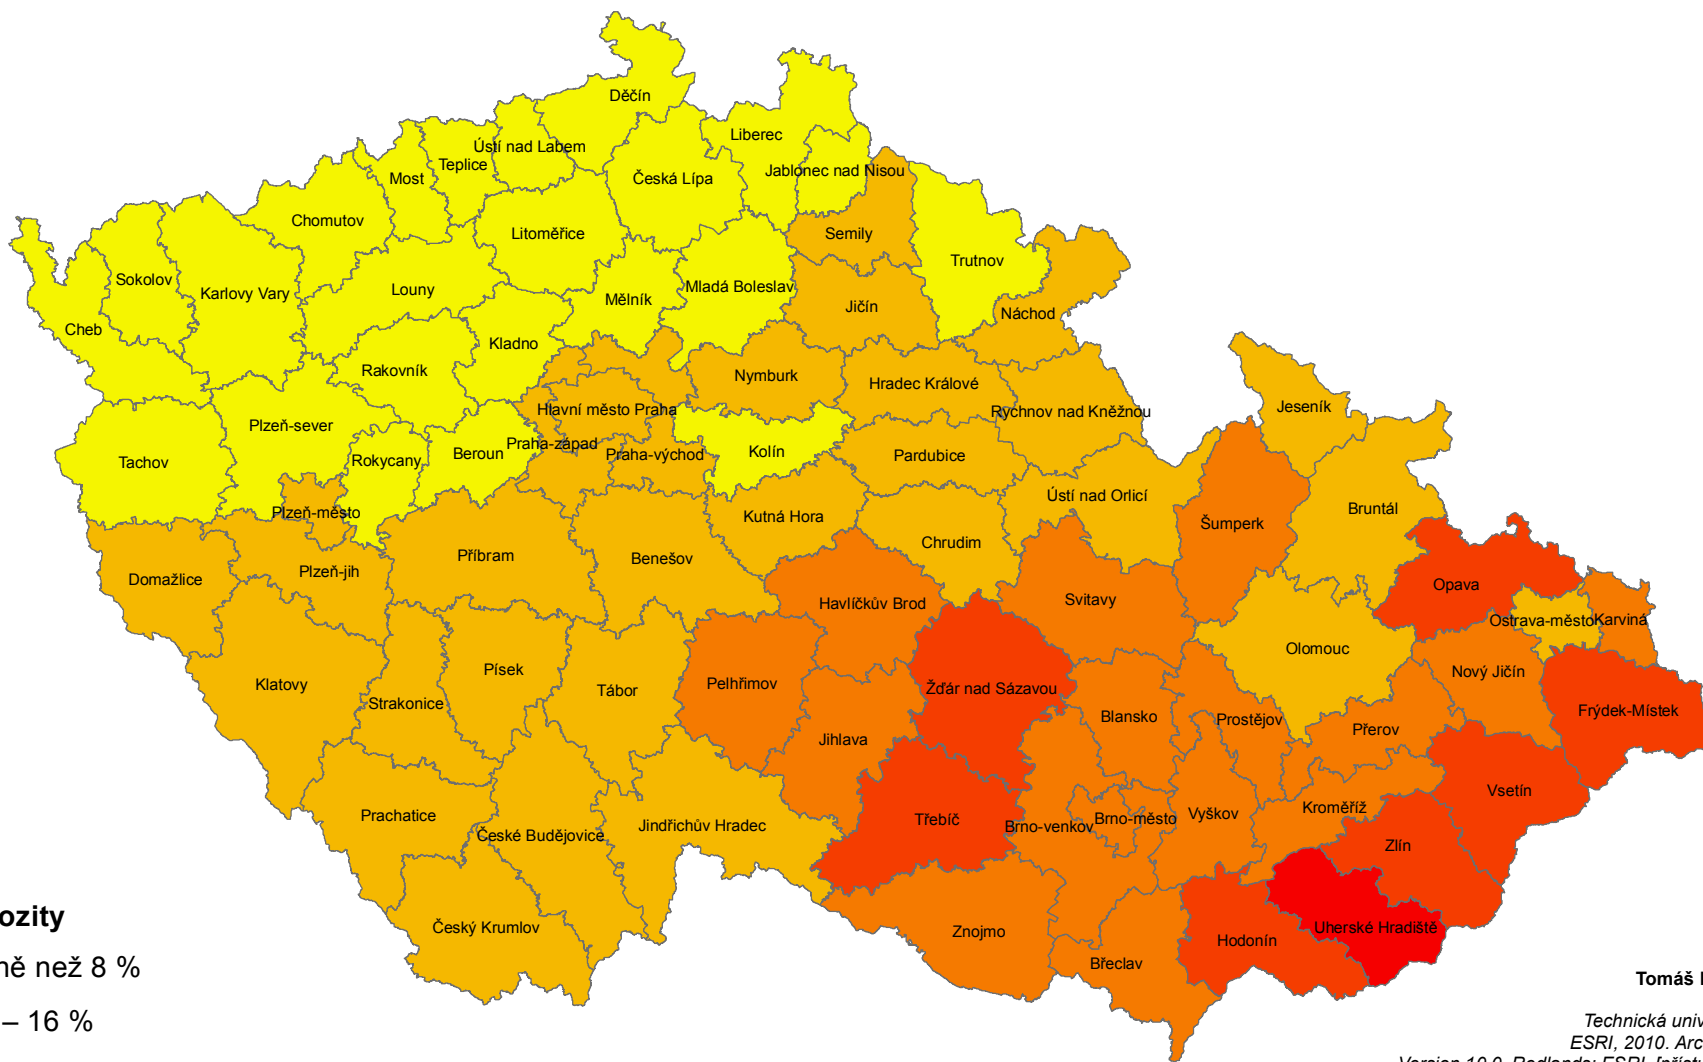 Děčín
Liberec
Ústí nad Labem
Teplice
Jablonec nad Nisou
Most
Česká Lípa
Chomutov
Litoměřice
Semily
Trutnov
Sokolov
Karlovy Vary
Louny
Mladá Boleslav
Mělník
Jičín
Náchod
Cheb
Kladno
Rakovník
Nymburk
Hradec Králové
Jeseník
Hlavní město Praha
Rychnov nad Kněžnou
Plzeň-sever
Praha-západ
Kolín
Beroun
Praha-východ
Pardubice
Tachov
Rokycany
Ústí nad Orlicí
Bruntál
Plzeň-město
Kutná Hora
Šumperk
Chrudim
Příbram
Benešov
Plzeň-jih
Domažlice
Opava
Havlíčkův Brod
Svitavy
Ostrava-město
Karviná
Olomouc
Písek
Nový Jičín
Klatovy
Pelhřimov
Žďár nad Sázavou
Tábor
Strakonice
Frýdek-Místek
Blansko
Prostějov
Přerov
Jihlava
Vsetín
Kroměříž
Prachatice
Vyškov
Brno-město
Třebíč
Brno-venkov
Jindřichův Hradec
České Budějovice
Zlín
Český Krumlov
Uherské Hradiště
Znojmo
Hodonín
Břeclav
ozity
ně než 8 %
– 16 %
Tomáš
Technická univ
ESRI, 2010. Arc
Version 10.0. Redlands: ESRI.